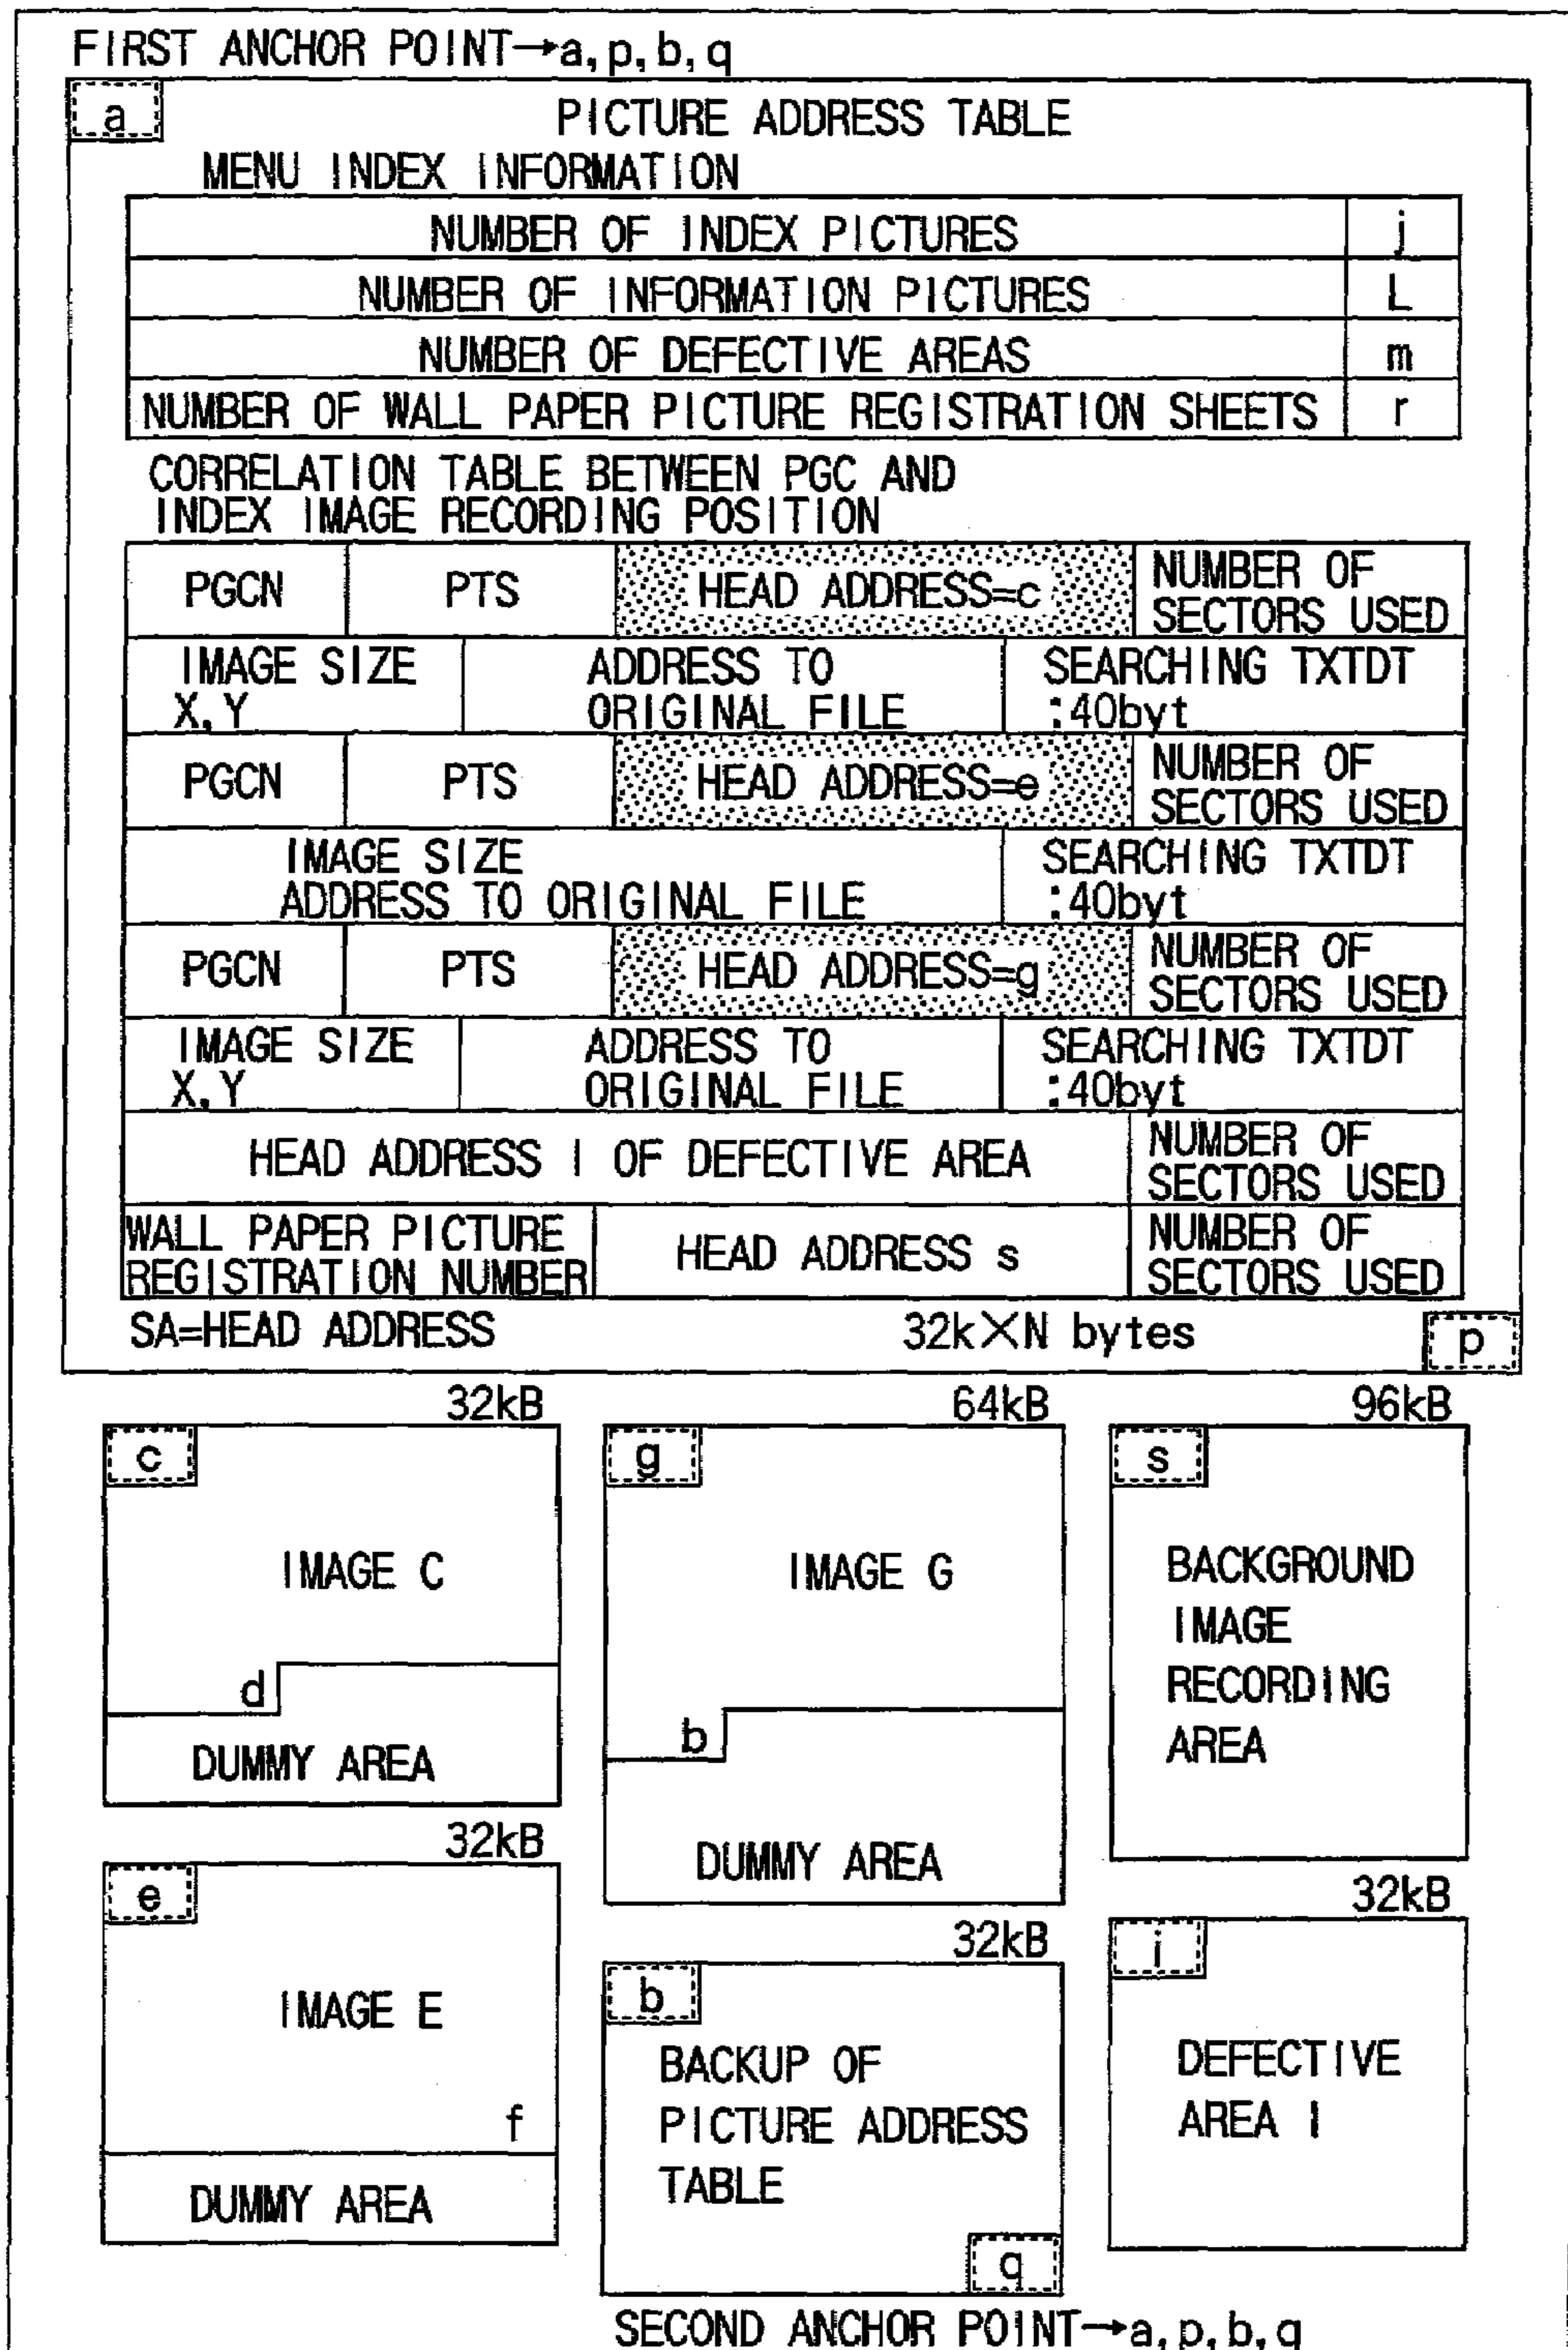 FIRST ANCHOR POINT→a,p,b,q
a
PICTURE ADDRESS TABLE
MENU INDEX INFORMATION
NUMBER OF INDEX PICTURES j
NUMBER OF INFORMATION PICTURES L
NUMBER OF DEFECTIVE AREAS m
NUMBER OF WALL PAPER PICTURE REGISTRATION SHEETS r
CORRELATION TABLE BETWEEN PGC AND
INDEX IMAGE RECORDING POSITION
PGCN PTS HEAD ADDRESS=c NUMBER OF
SECTORS USED
IMAGE SIZE ADDRESS TO SEARCHING TXTDT
X,Y ORIGINAL FILE :40byt
PGCN PTS HEAD ADDRESS=e NUMBER OF
SECTORS USED
IMAGE SIZE SEARCHING TXTDT
ADDRESS TO ORIGINAL FILE :40byt
PGCN PTS HEAD ADDRESS=g NUMBER OF
SECTORS USED
IMAGE SIZE ADDRESS TO SEARCHING TXTDT
X,Y ORIGINAL FILE :40byt
HEAD ADDRESS I OF DEFECTIVE AREA NUMBER OF
SECTORS USED
WALL PAPER PICTURE HEAD ADDRESS s NUMBER OF
REGISTRATION NUMBER SECTORS USED
SA=HEAD ADDRESS 32k×N bytes p
32kB
c
IMAGE C
d
DUMMY AREA
32kB
e
IMAGE E
f
DUMMY AREA
64kB
g
IMAGE G
b
DUMMY AREA
32kB
b
BACKUP OF
PICTURE ADDRESS
TABLE
q
96kB
s
BACKGROUND
IMAGE
RECORDING
AREA
32kB
i
DEFECTIVE
AREA I
SECOND ANCHOR POINT→a,p,b,q